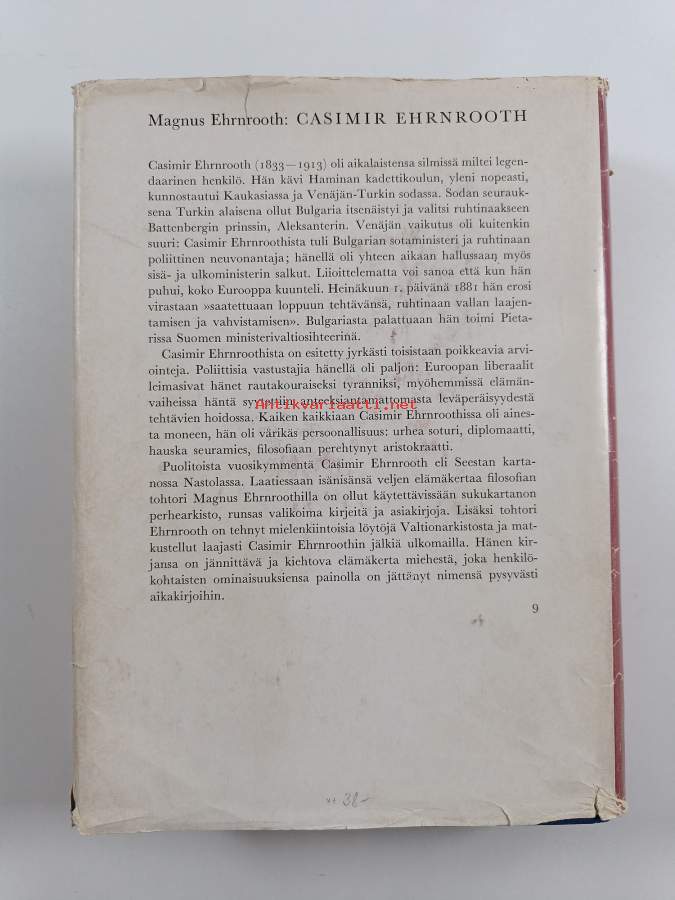 Magnus Ehrnrooth: CASIMIR EHRNROOTH
Casimir Ehrnrooth (1833—1913) oli aikalaistensa silmissä miltei legen-
daarinen henkilö. Hän kävi Haminan kadettikoulun, yleni nopeasti,
kunnostautui Kaukasiassa ja Venäjän-Turkin sodassa. Sodan seurauk-
sena Turkin alaisena ollut Bulgaria itsenäistyi ja valitsi ruhtinaakseen
Battenbergin prinssin, Aleksanterin. Venäjän vaikutus oli kuitenkin
suuri: Casimir Ehrnroothista tuli Bulgarian sotaministeri ja ruhtinaan
poliittinen neuvonantaja; hänellä oli yhteen aikaan hallussaan myös
sisä- ja ulkoministerin salkut. Liioittelematta voi sanoa että kun hän
puhui, koko Eurooppa kuunteli. Heinäkuun 1. päivänä 1881 hän erosi
virastaan »saatettuaan loppuun tehtävänsä, ruhtinaan vallan laajen-
tamisen ja vahvistamisen». Bulgariasta palattuaan hän toimi Pieta-
rissa Suomen ministerivaltiosihteerinä.
Casimir Ehrnroothista on esitetty jyrkästi toisistaan poikkeavia arvi-
ointeja. Poliittisia vastustajia hänellä oli paljon: Euroopan liberaalit
leimasivat hänet rautakouraiseksi tyranniksi, myöhemmissä elämän-
vaiheissa häntä syytettiin anteeksiantamattomasta leväperäisyydestä
Antikvariaatti.net
tehtävien hoidossa. Kaiken kaikkiaan Casimir Ehrnroothissa oli aines-
ta moneen, hän oli värikäs persoonallisuus: urhea soturi, diplomaatti,
hauska seuramies, filosofiaan perehtynyt aristokraatti.
Puolitoista vuosikymmentä Casimir Ehrnrooth eli Seestan karta-
nossa Nastolassa. Laatiessaan isänisänsä veljen elämäkertaa filosofian
tohtori Magnus Ehrnroothilla on ollut käytettävissään sukukartanon
perhearkisto, runsas valikoima kirjeitä ja asiakirjoja. Lisäksi tohtori
Ehrnrooth on tehnyt mielenkiintoisia löytöjä Valtionarkistosta ja mat-
kustellut laajasti Casimir Ehrnroothin jälkiä ulkomailla. Hänen kir-
jansa on jännittävä ja kiehtova elämäkerta miehestä, joka henkilö-
kohtaisten ominaisuuksiensa painolla on jättänyt nimensä pysyvästi
aikakirjoihin.
9
38-